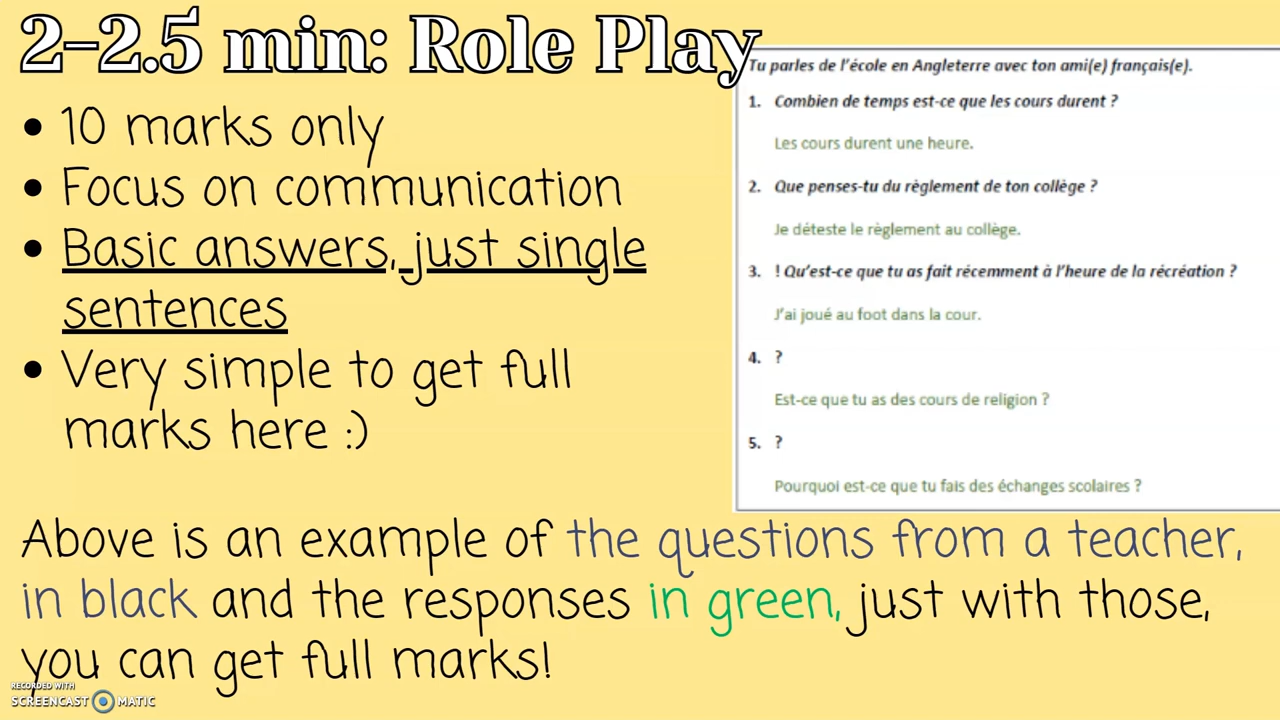 2–2.5 min: Role Play
• 10 marks only
• Focus on communication
• Basic answers, just single
sentences
• Very simple to get full
marks here :)
Tu parles de l'école en Angleterre avec ton ami(e) français(e).
1. Combien de temps est-ce que les cours durent ?
Les cours durent une heure.
2. Que penses-tu du règlement de ton collège ?
Je déteste le règlement au collège.
3. ! Qu'est-ce que tu as fait récemment à l'heure de la récréation ?
J'ai joué au foot dans la cour.
4. ?
Est-ce que tu as des cours de religion ?
5. ?
Pourquoi est-ce que tu fais des échanges scolaires ?
Above is an example of the questions from a teacher,
in black and the responses in green, just with those,
you can get full marks!
RECORDED WITH
SCREENCAST MATIC